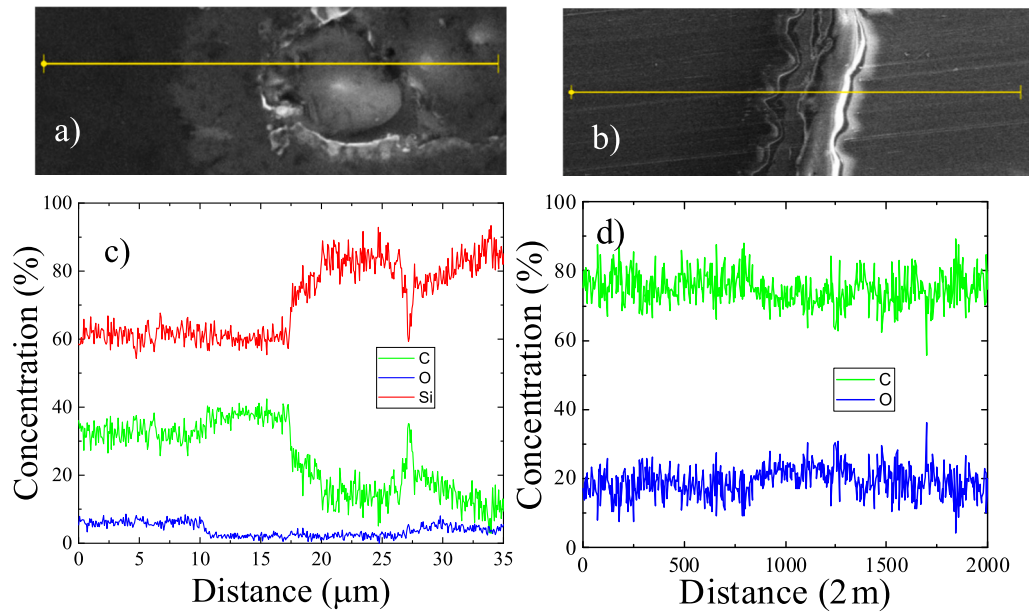 a)
b)
c)
Concentration (%)
100
80
60
40
20
0
C
O
Si
0 5 10 15 20 25 30 35
Distance (μm)
d)
Concentration (%)
100
80
60
40
20
0
C
O
0 500 1000 1500 2000
Distance (2 m)